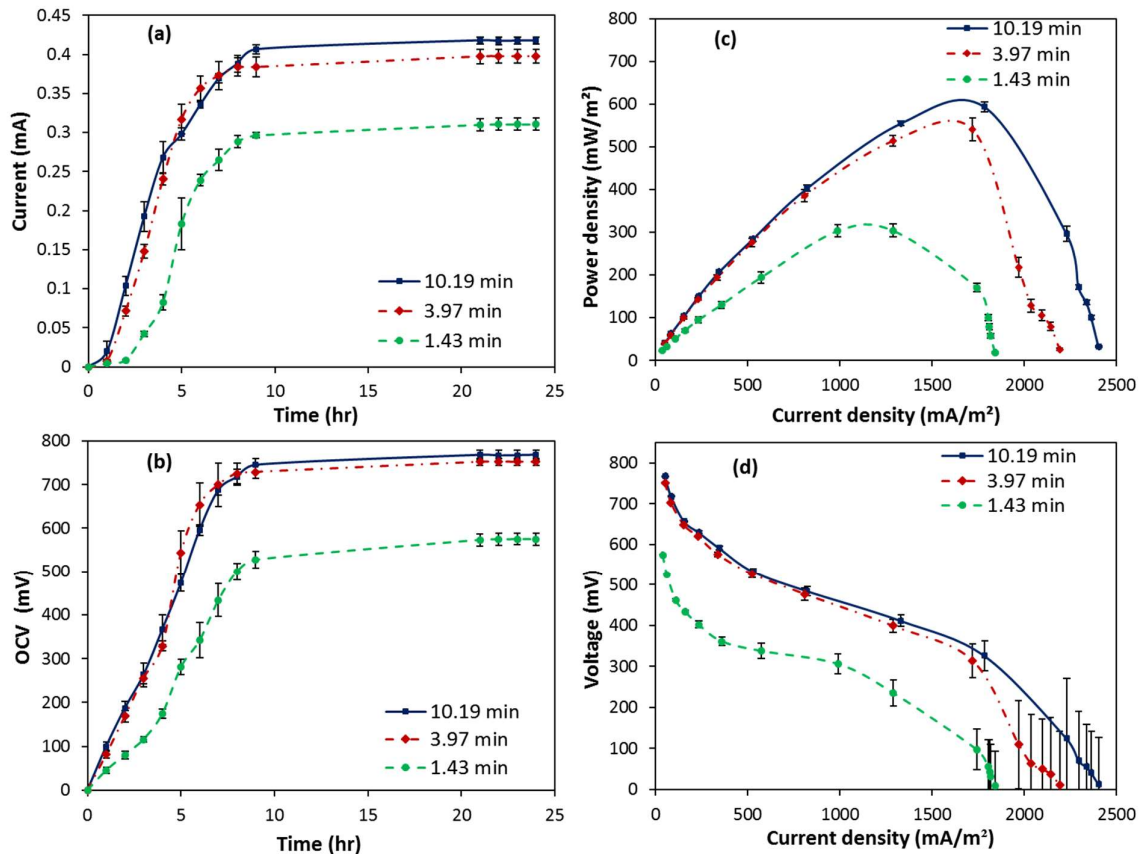 (a)
Current (mA)
0.45
0.4
0.35
0.3
0.25
0.2
0.15
0.1
0.05
0
10.19 min
3.97 min
1.43 min
0 5 10 15 20 25
Time (hr)
(c)
Power density (mW/m²)
800
700
600
500
400
300
200
100
0
10.19 min
3.97 min
1.43 min
0 500 1000 1500 2000 2500
Current density (mA/m²)
(b)
OCV (mV)
800
700
600
500
400
300
200
100
0
10.19 min
3.97 min
1.43 min
0 5 10 15 20 25
Time (hr)
(d)
Voltage (mV)
800
700
600
500
400
300
200
100
0
10.19 min
3.97 min
1.43 min
0 500 1000 1500 2000 2500
Current density (mA/m²)